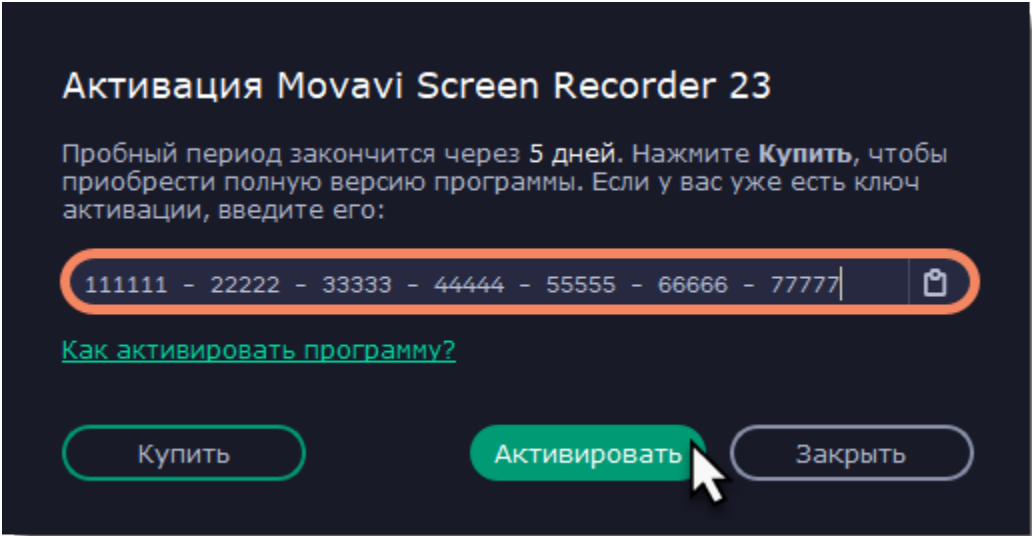 Активация Movavi Screen Recorder 23
Пробный период закончится через 5 дней. Нажмите Купить, чтобы
приобрести полную версию программы. Если у вас уже есть ключ
активации, введите его:
111111 - 22222 - 33333 - 44444 - 55555 - 66666 - 77777
Как активировать программу?
Купить
Активировать
Закрыть